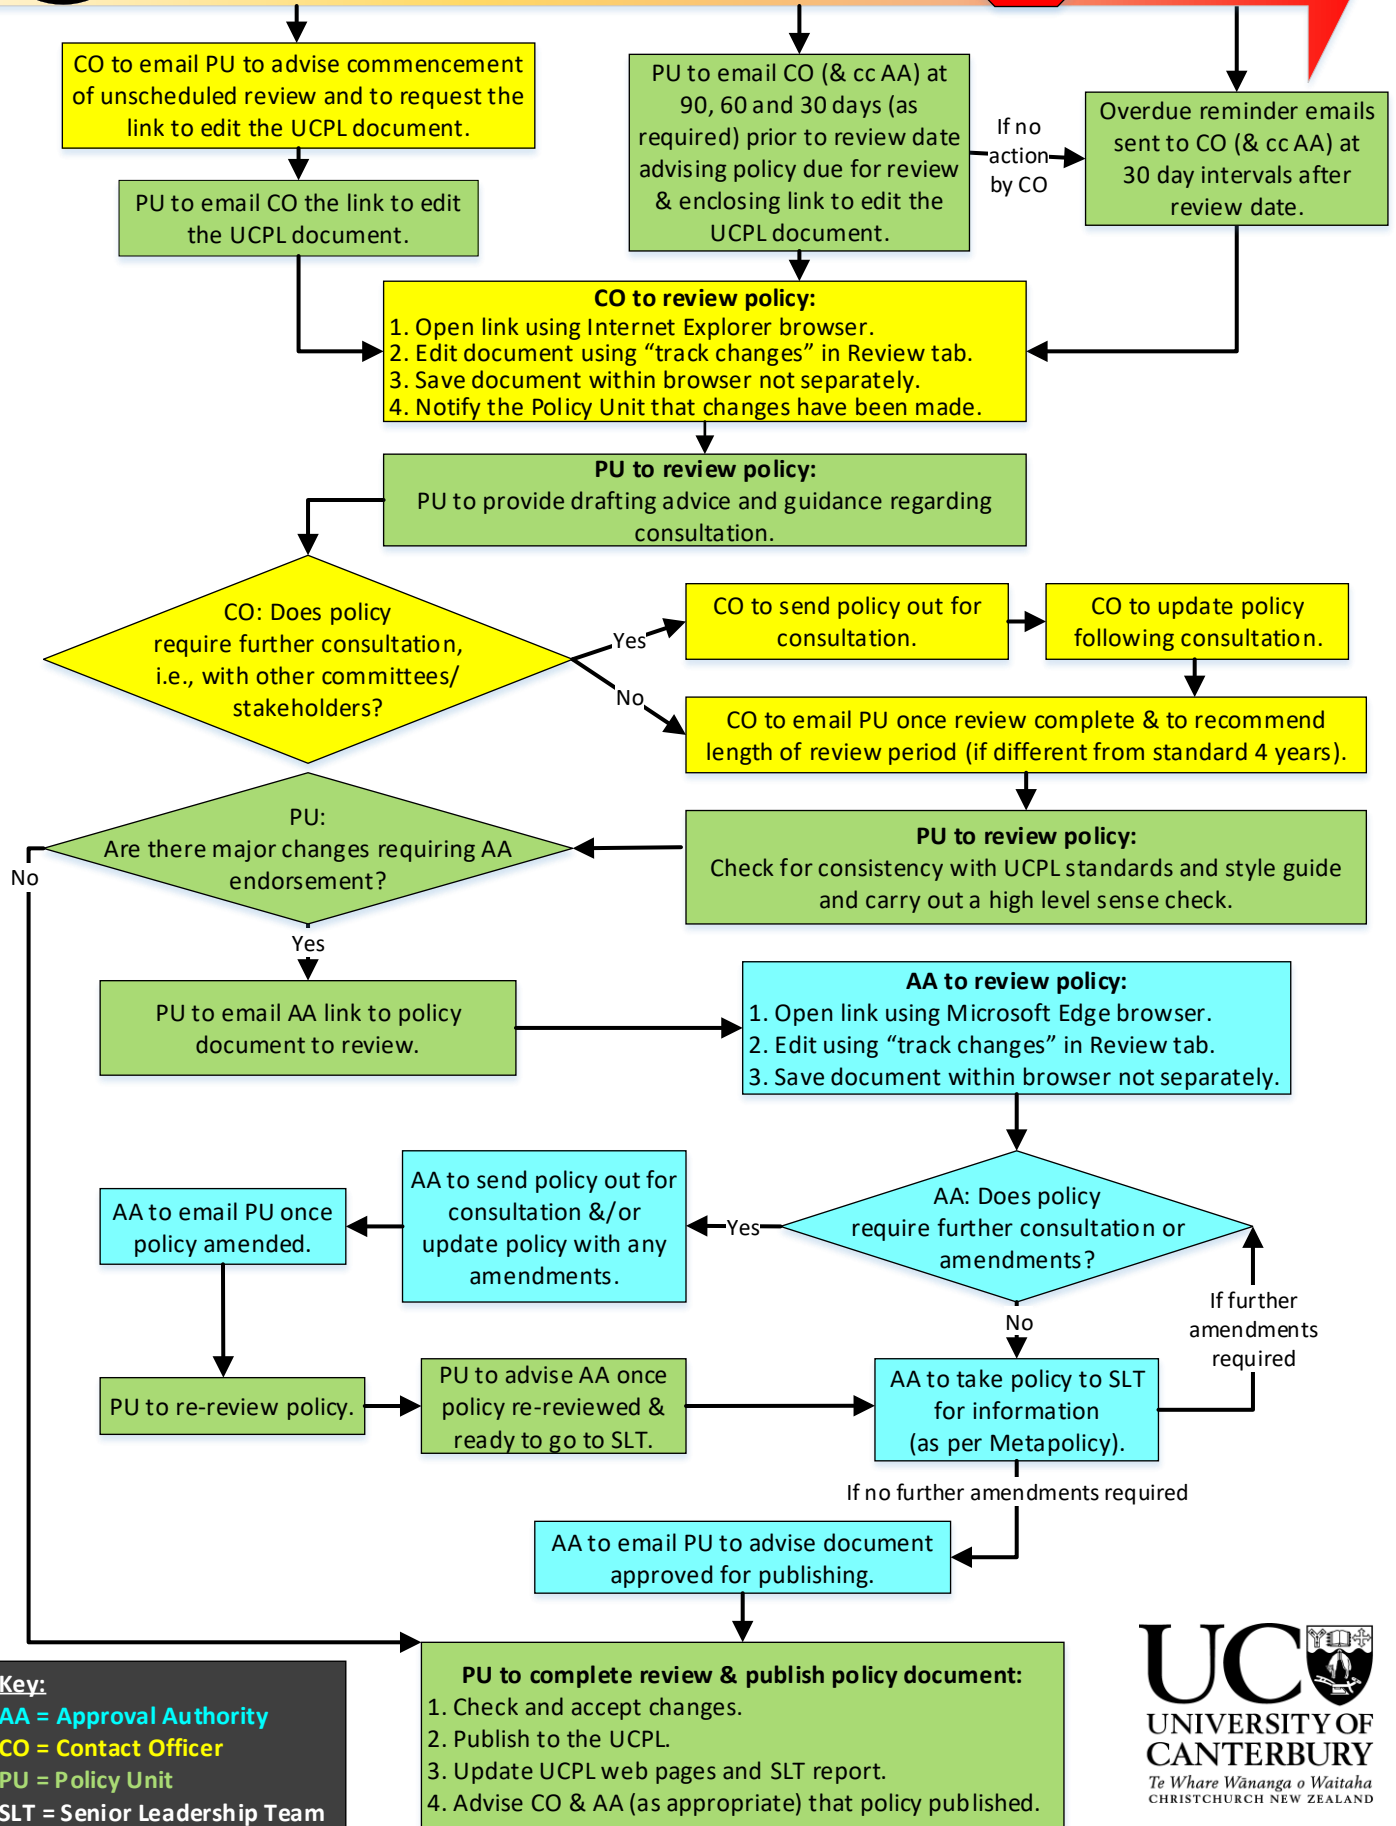 CO to email PU to advise commencement
of unscheduled review and to request the
link to edit the UCPL document.
PU to email CO (& cc AA) at
90, 60 and 30 days (as
required) prior to review date
advising policy due for review
& enclosing link to edit the
UCPL document.
If no
action
by CO
Overdue reminder emails
sent to CO (& cc AA) at
30 day intervals after
review date.
PU to email CO the link to edit
the UCPL document.
CO to review policy:
1. Open link using Internet Explorer browser.
2. Edit document using “track changes” in Review tab.
3. Save document within browser not separately.
4. Notify the Policy Unit that changes have been made.
PU to review policy:
PU to provide drafting advice and guidance regarding
consultation.
CO: Does policy
require further consultation,
i.e., with other committees/
stakeholders?
Yes
No
CO to send policy out for
consultation.
CO to update policy
following consultation.
CO to email PU once review complete & to recommend
length of review period (if different from standard 4 years).
PU to review policy:
Check for consistency with UCPL standards and style guide
and carry out a high level sense check.
PU:
Are there major changes requiring AA
endorsement?
No
Yes
PU to email AA link to policy
document to review.
AA to review policy:
1. Open link using Microsoft Edge browser.
2. Edit using “track changes” in Review tab.
3. Save document within browser not separately.
AA: Does policy
require further consultation or
amendments?
Yes
No
AA to send policy out for
consultation &/or
update policy with any
amendments.
AA to email PU once
policy amended.
PU to re-review policy.
PU to advise AA once
policy re-reviewed &
ready to go to SLT.
AA to take policy to SLT
for information
(as per Metapolicy).
If further
amendments
required
If no further amendments required
AA to email PU to advise document
approved for publishing.
PU to complete review & publish policy document:
1. Check and accept changes.
2. Publish to the UCPL.
3. Update UCPL web pages and SLT report.
4. Advise CO & AA (as appropriate) that policy published.
Key:
AA = Approval Authority
CO = Contact Officer
PU = Policy Unit
SLT = Senior Leadership Team
UC
UNIVERSITY OF
CANTERBURY
Te Whare Wānanga o Waitaha
CHRISTCHURCH NEW ZEALAND